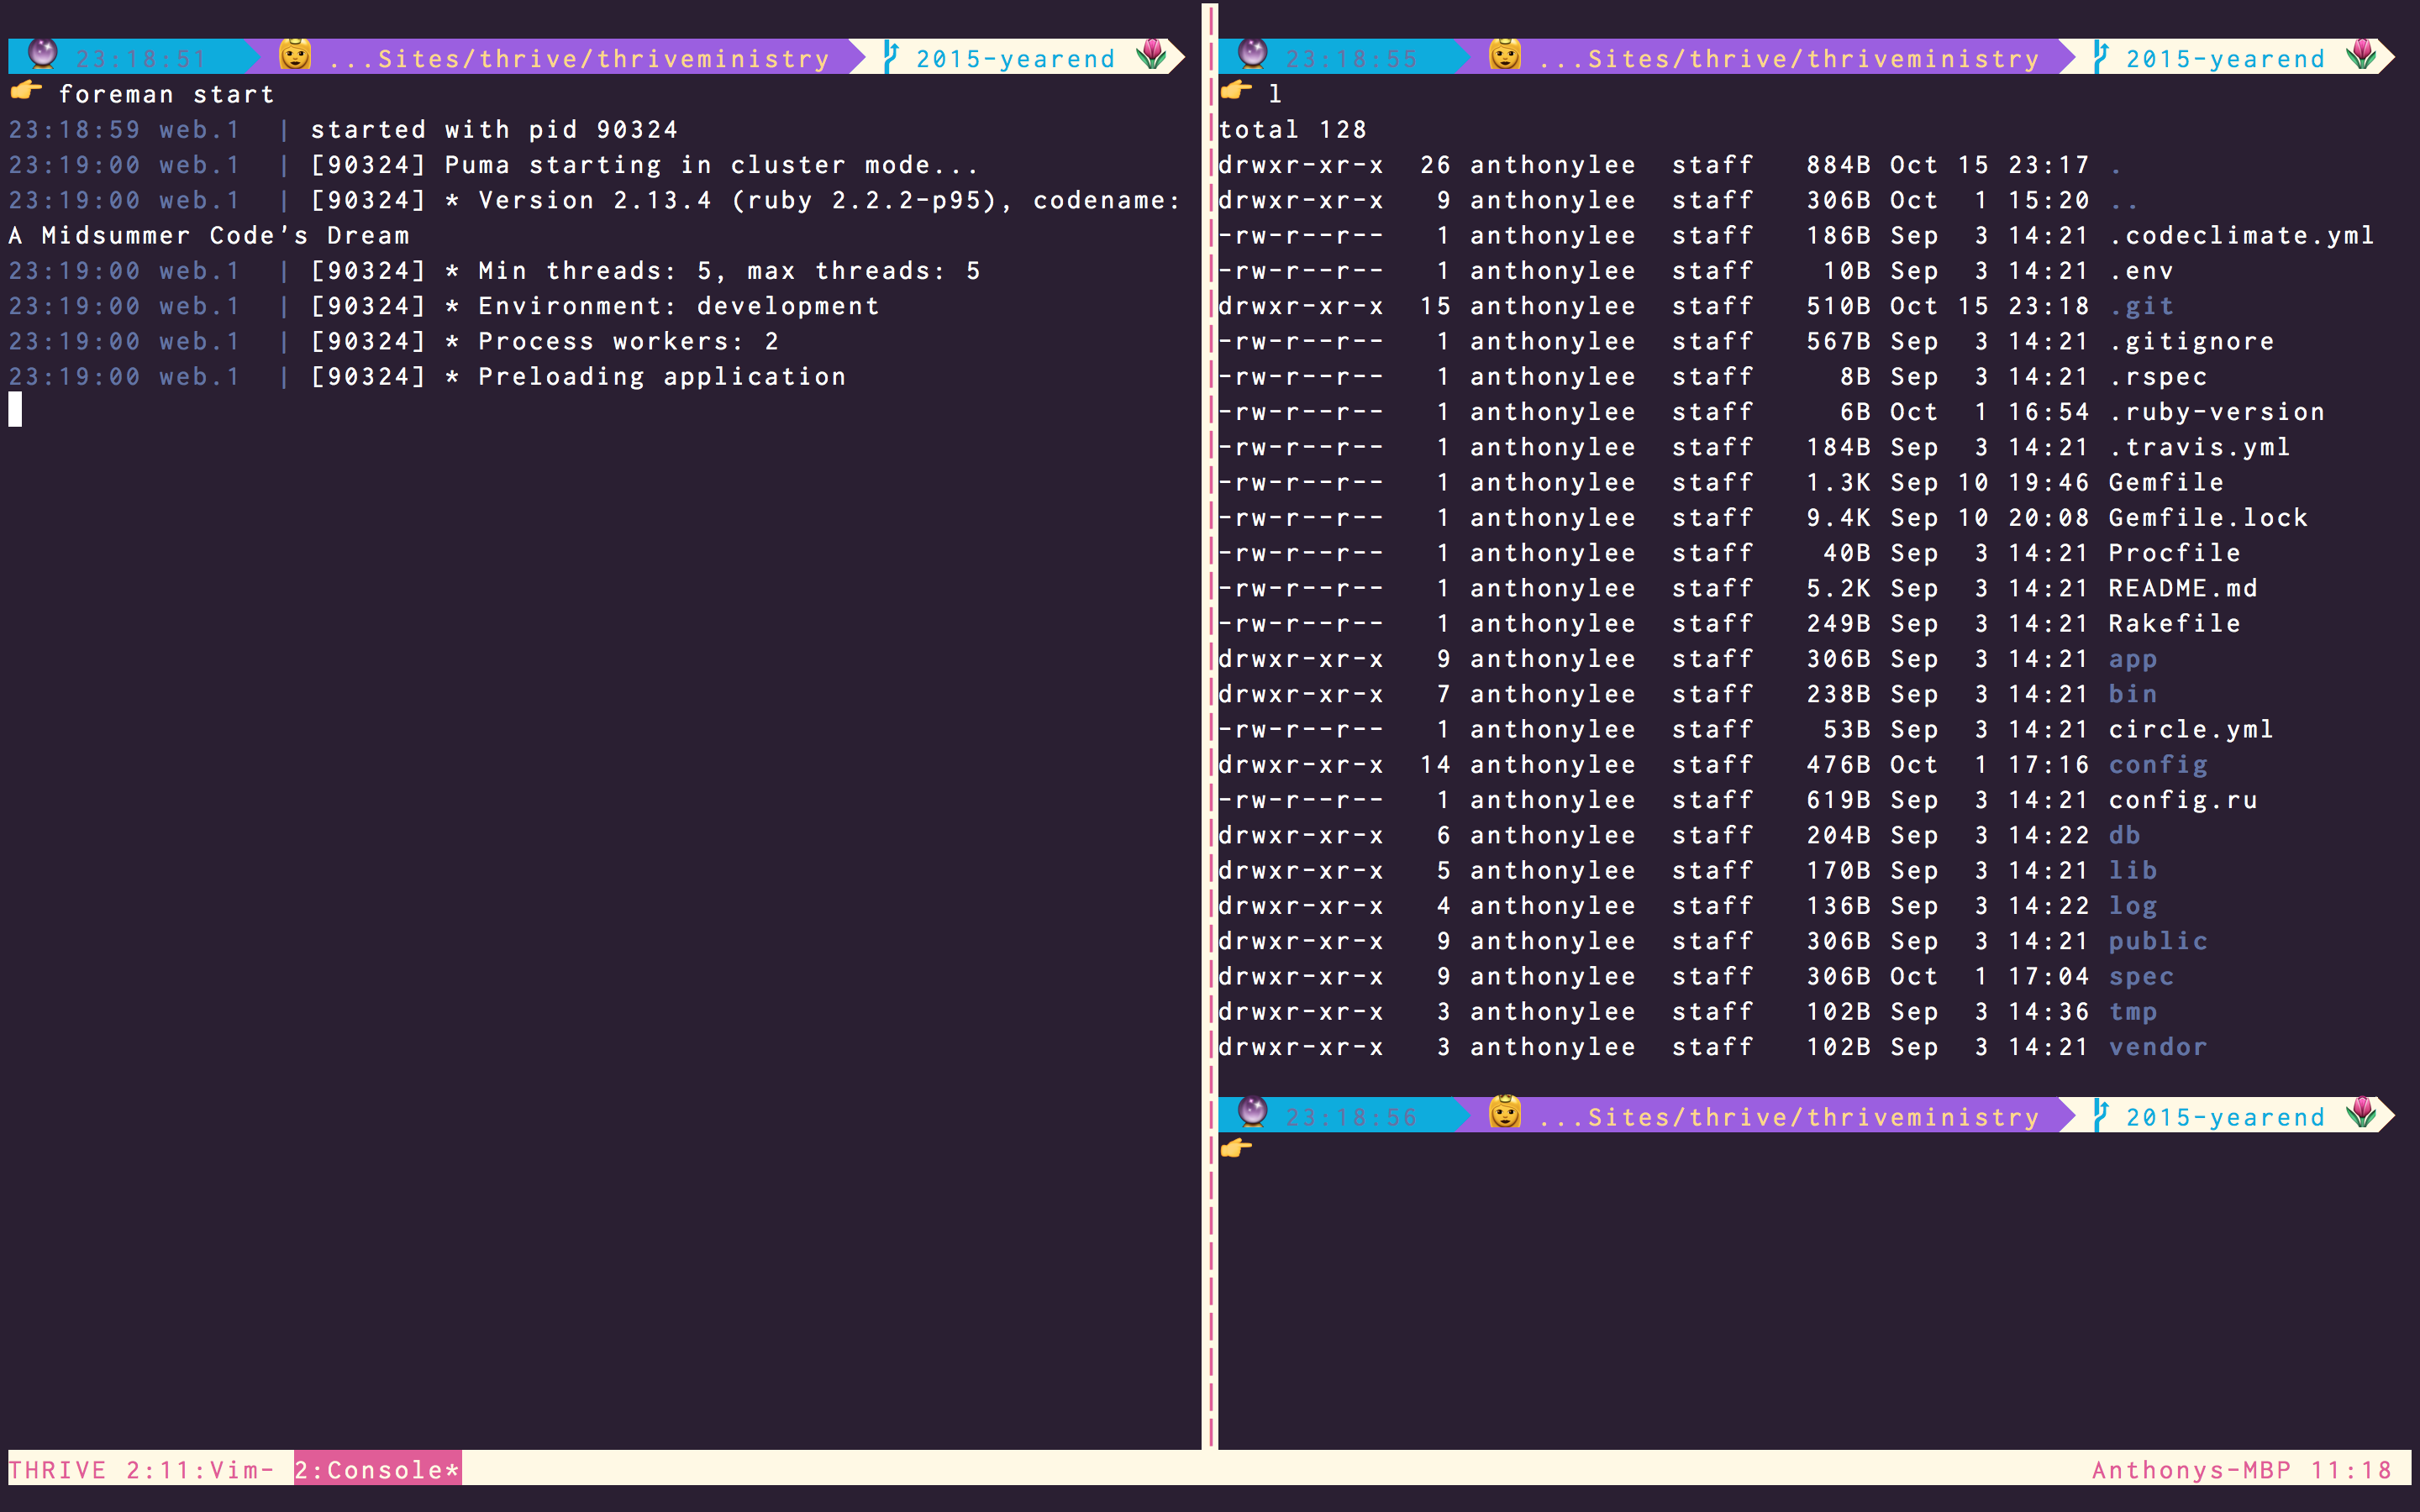 23:18:51 ...Sites/thrive/thriveministry 2015-yearend
foreman start
23:18:59 web.1 | started with pid 90324
23:19:00 web.1 | [90324] Puma starting in cluster mode...
23:19:00 web.1 | [90324] * Version 2.13.4 (ruby 2.2.2-p95), codename:
A Midsummer Code's Dream
23:19:00 web.1 | [90324] * Min threads: 5, max threads: 5
23:19:00 web.1 | [90324] * Environment: development
23:19:00 web.1 | [90324] * Process workers: 2
23:19:00 web.1 | [90324] * Preloading application
23:18:55 ...Sites/thrive/thriveministry 2015-yearend
l
total 128
drwxr-xr-x 26 anthonylee staff 884B Oct 15 23:17 .
drwxr-xr-x 9 anthonylee staff 306B Oct 1 15:20 ..
-rw-r--r-- 1 anthonylee staff 186B Sep 3 14:21 .codeclimate.yml
-rw-r--r-- 1 anthonylee staff 10B Sep 3 14:21 .env
drwxr-xr-x 15 anthonylee staff 510B Oct 15 23:18 .git
-rw-r--r-- 1 anthonylee staff 567B Sep 3 14:21 .gitignore
-rw-r--r-- 1 anthonylee staff 8B Sep 3 14:21 .rspec
-rw-r--r-- 1 anthonylee staff 6B Oct 1 16:54 .ruby-version
-rw-r--r-- 1 anthonylee staff 184B Sep 3 14:21 .travis.yml
-rw-r--r-- 1 anthonylee staff 1.3K Sep 10 19:46 Gemfile
-rw-r--r-- 1 anthonylee staff 9.4K Sep 10 20:08 Gemfile.lock
-rw-r--r-- 1 anthonylee staff 40B Sep 3 14:21 Procfile
-rw-r--r-- 1 anthonylee staff 5.2K Sep 3 14:21 README.md
-rw-r--r-- 1 anthonylee staff 249B Sep 3 14:21 Rakefile
drwxr-xr-x 9 anthonylee staff 306B Sep 3 14:21 app
drwxr-xr-x 7 anthonylee staff 238B Sep 3 14:21 bin
-rw-r--r-- 1 anthonylee staff 53B Sep 3 14:21 circle.yml
drwxr-xr-x 14 anthonylee staff 476B Oct 1 17:16 config
-rw-r--r-- 1 anthonylee staff 619B Sep 3 14:21 config.ru
drwxr-xr-x 6 anthonylee staff 204B Sep 3 14:22 db
drwxr-xr-x 5 anthonylee staff 170B Sep 3 14:21 lib
drwxr-xr-x 4 anthonylee staff 136B Sep 3 14:22 log
drwxr-xr-x 9 anthonylee staff 306B Sep 3 14:21 public
drwxr-xr-x 9 anthonylee staff 306B Oct 1 17:04 spec
drwxr-xr-x 3 anthonylee staff 102B Sep 3 14:36 tmp
drwxr-xr-x 3 anthonylee staff 102B Sep 3 14:21 vendor
23:18:56 ...Sites/thrive/thriveministry 2015-yearend
THRIVE 2:11:Vim- 2:Console* Anthonys-MBP 11:18